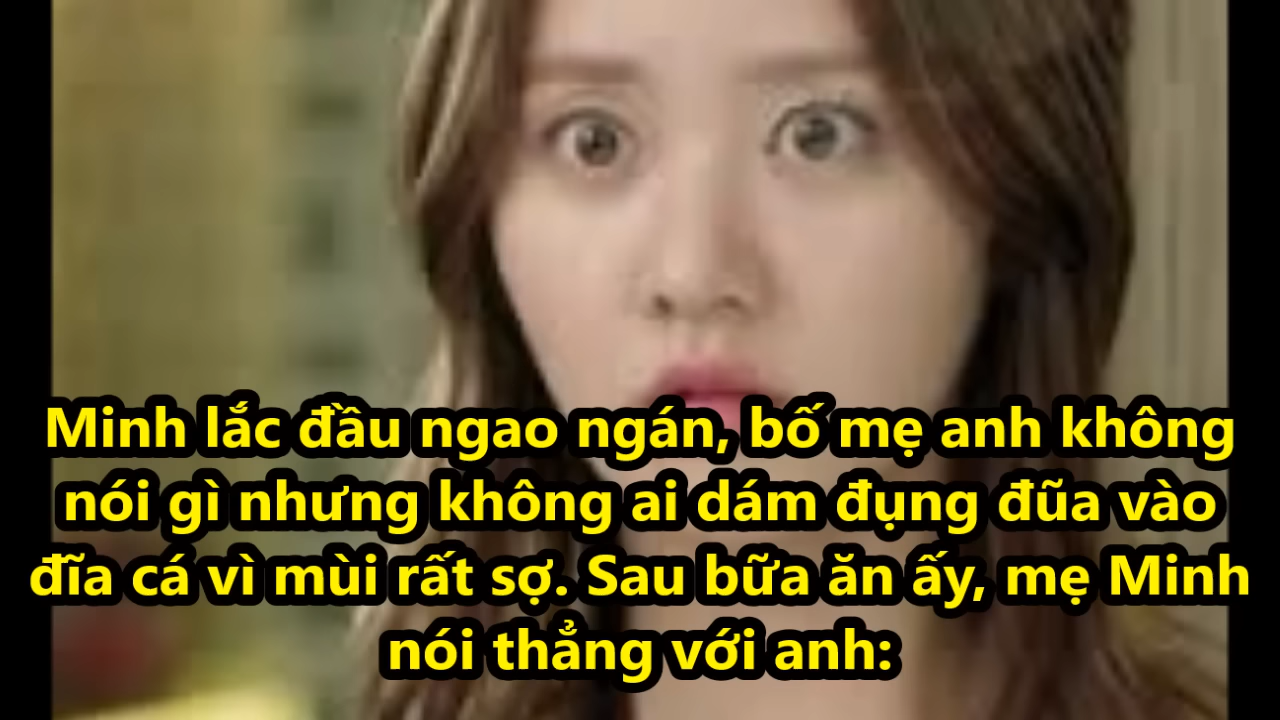 Minh lắc đầu ngao ngán, bố mẹ anh không
nói gì nhưng không ai dám đụng đũa vào
đĩa cá vì mùi rất sợ. Sau bữa ăn ấy, mẹ Minh
nói thẳng với anh: